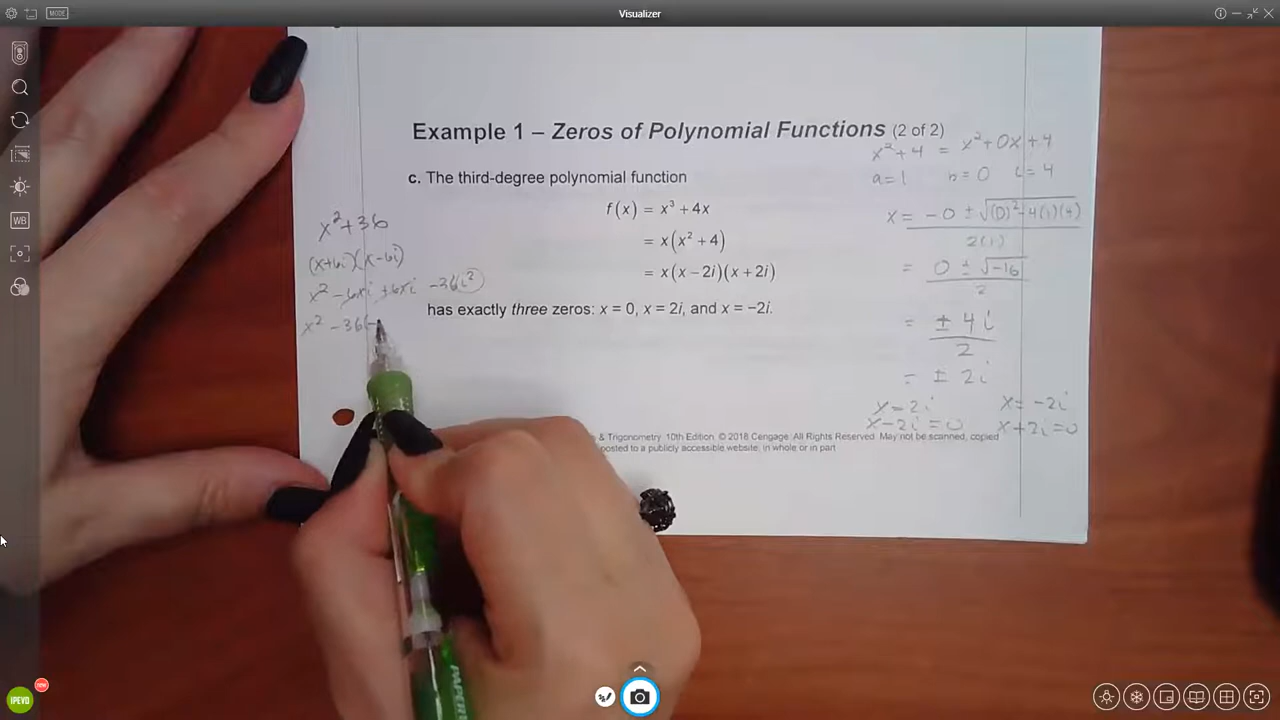 MODE
Visualizer
Example 1 – Zeros of Polynomial Functions (2 of 2)
c. The third-degree polynomial function
f(x) = x³ + 4x
= x(x² + 4)
= x(x − 2i)(x + 2i)
has exactly three zeros: x = 0, x = 2i, and x = −2i.
x²+36
(x+6i)(x-6i)
x² -6xi +6xi -36i²
x² -36(-
x²+4 = x²+0x+4
a=1 b=0 c=4
x = -0 ± √(0)²-4(1)(4)
2(1)
= 0 ± √-16
2
= ± 4i
2
= ± 2i
x=2i x=-2i
x-2i=0 x+2i=0
& Trigonometry 10th Edition, © 2018 Cengage. All Rights Reserved. May not be scanned, copied
posted to a publicly accessible website, in whole or in part
WB
IPEVO
PAPER